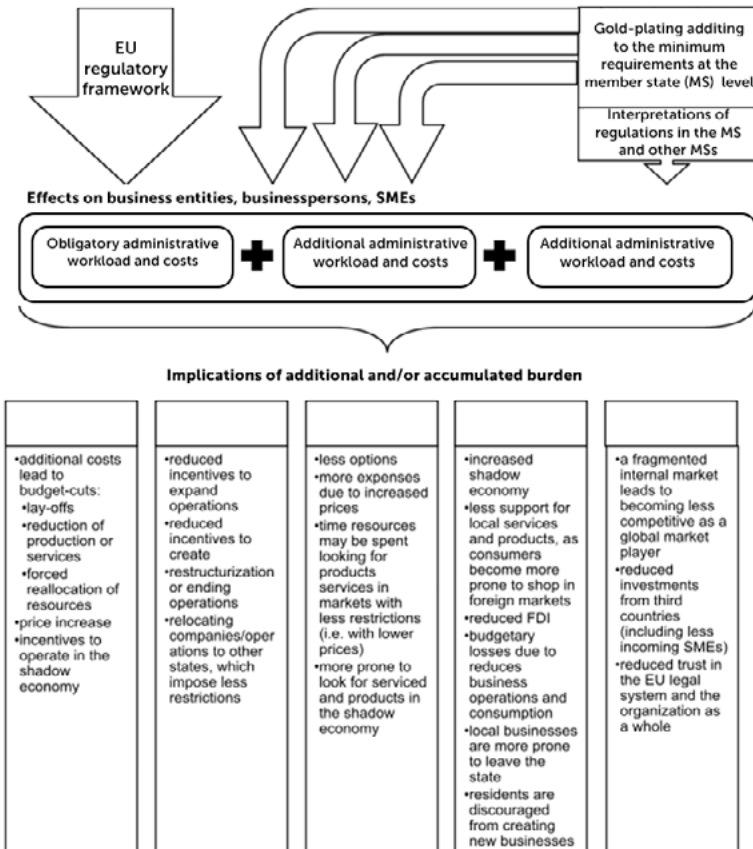 EU
regulatory
framework
Gold-plating additing
to the minimum
requirements at the
member state (MS) level
Interpretations of
regulations in the MS
and other MSs
Effects on business entities, businesspersons, SMEs
Obligatory administrative
workload and costs
Additional administrative
workload and costs
Additional administrative
workload and costs
Implications of additional and/or accumulated burden
•additional costs
lead to
budget-cuts:
•lay-offs
•reduction of
production or
services
•forced
reallocation of
resources
•price increase
•incentives to
operate in the
shadow
economy
•reduced
incentives to
expand
operations
•reduced
incentives to
create
•restructurization
or ending
operations
•relocating
companies/oper
ations to other
states, which
impose less
restrictions
•less options
•more expenses
due to increased
prices
•time resources
may be spent
looking for
products
services in
markets with
less restrictions
(i.e. with lower
prices)
•more prone to
look for serviced
and products in
the shadow
economy
•increased
shadow
economy
•less support for
local services
and products, as
consumers
become more
prone to shop in
foreign markets
•reduced FDI
•budgetary
losses due to
reduces
business
operations and
consumption
•local businesses
are more prone
to leave the
state
•residents are
discouraged
from creating
new businesses
•a fragmented
internal market
leads to
becoming less
competitive as a
global market
player
•reduced
investments
from third
countries
(including less
incoming SMEs)
•reduced trust in
the EU legal
system and the
organization as
a whole